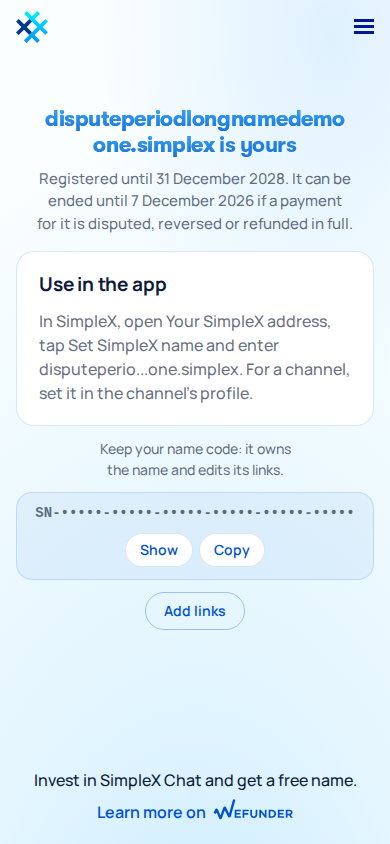 disputeperiodlongnamedemo
one.simplex is yours
Registered until 31 December 2028. It can be
ended until 7 December 2026 if a payment
for it is disputed, reversed or refunded in full.
Use in the app
In SimpleX, open Your SimpleX address,
tap Set SimpleX name and enter
disputeperio...one.simplex. For a channel,
set it in the channel's profile.
Keep your name code: it owns
the name and edits its links.
SN-•••••-•••••-•••••-•••••-•••••-•••••
Show Copy
Add links
Invest in SimpleX Chat and get a free name.
Learn more on WEFUNDER